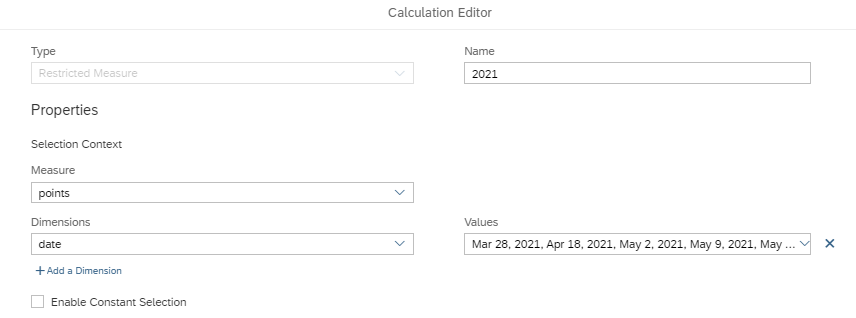 Calculation Editor
Type
Name
Restricted Measure
2021
Properties
Selection Context
Measure
points
Dimensions
Values
date
Mar 28, 2021, Apr 18, 2021, May 2, 2021, May 9, 2021, May ...
+ Add a Dimension
Enable Constant Selection